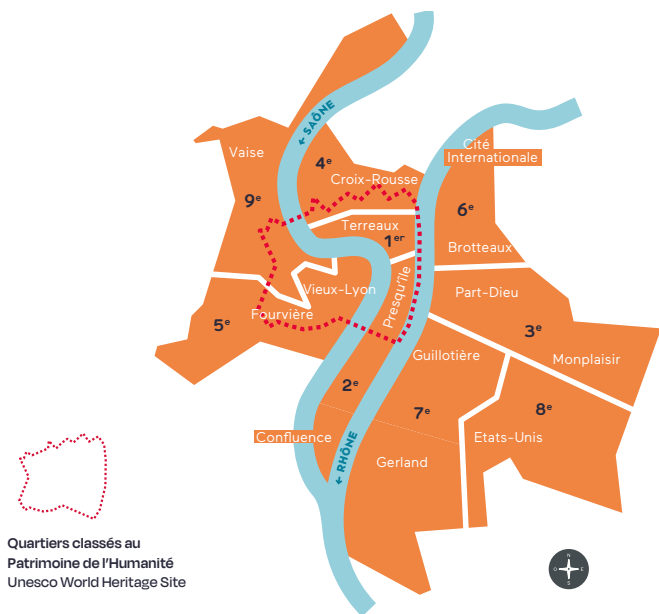 ← SAÔNE
Cité
Internationale
Vaise
4e
Croix-Rousse
9e
6e
Terreaux
1er
Brotteaux
Vieux-Lyon
Presqu'île
Part-Dieu
Fourvière
5e
3e
Guillotière
Monplaisir
2e
7e
8e
Confluence
Etats-Unis
← RHÔNE
Gerland
Quartiers classés au
Patrimoine de l'Humanité
Unesco World Heritage Site
N
O E
S